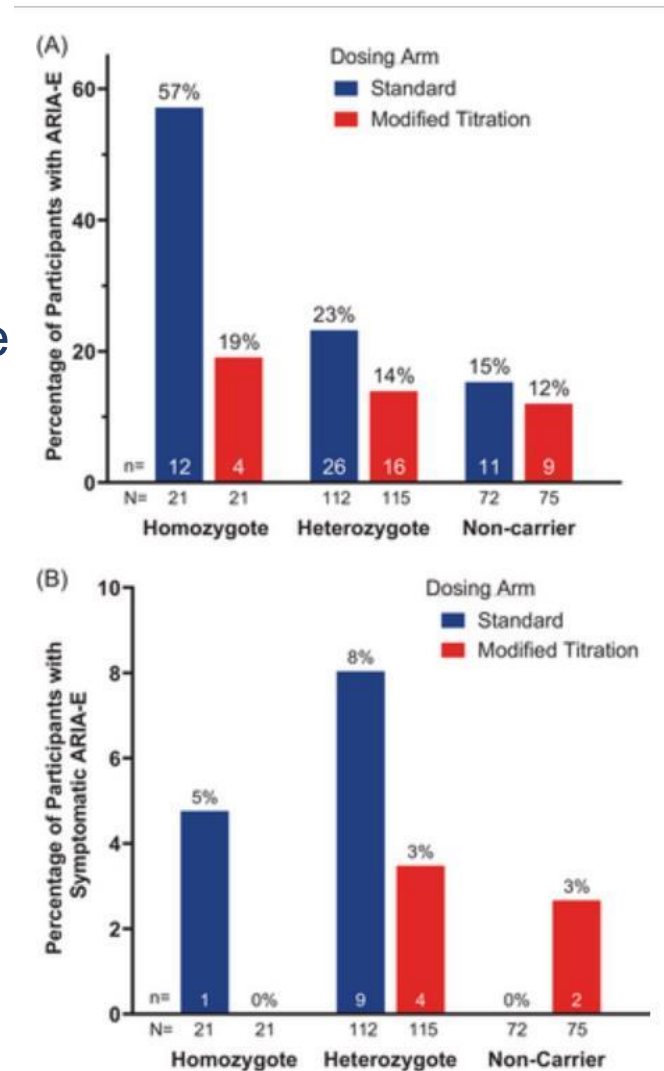 (A)
Dosing Arm
Standard
Modified Titration
Percentage of Participants with ARIA-E
60
40
20
0
57%
19%
23%
14%
15%
12%
n= 12 4 26 16 11 9
N= 21 21 112 115 72 75
Homozygote Heterozygote Non-carrier
e
(B)
Dosing Arm
Standard
Modified Titration
Percentage of Participants with
Symptomatic ARIA-E
10
8
6
4
2
0
5%
8%
3%
3%
n= 1 0% 9 4 0% 2
N= 21 21 112 115 72 75
Homozygote Heterozygote Non-Carrier